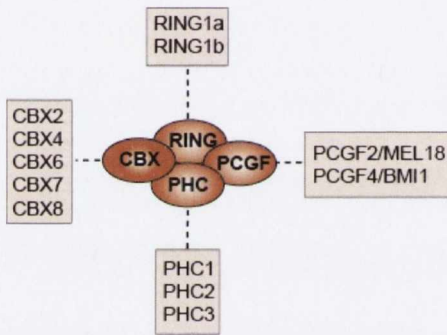 RING1a
RING1b
CBX2
CBX4
CBX6
CBX7
CBX8
RING
CBX
PCGF
PHC
PCGF2/MEL18
PCGF4/BMI1
PHC1
PHC2
PHC3